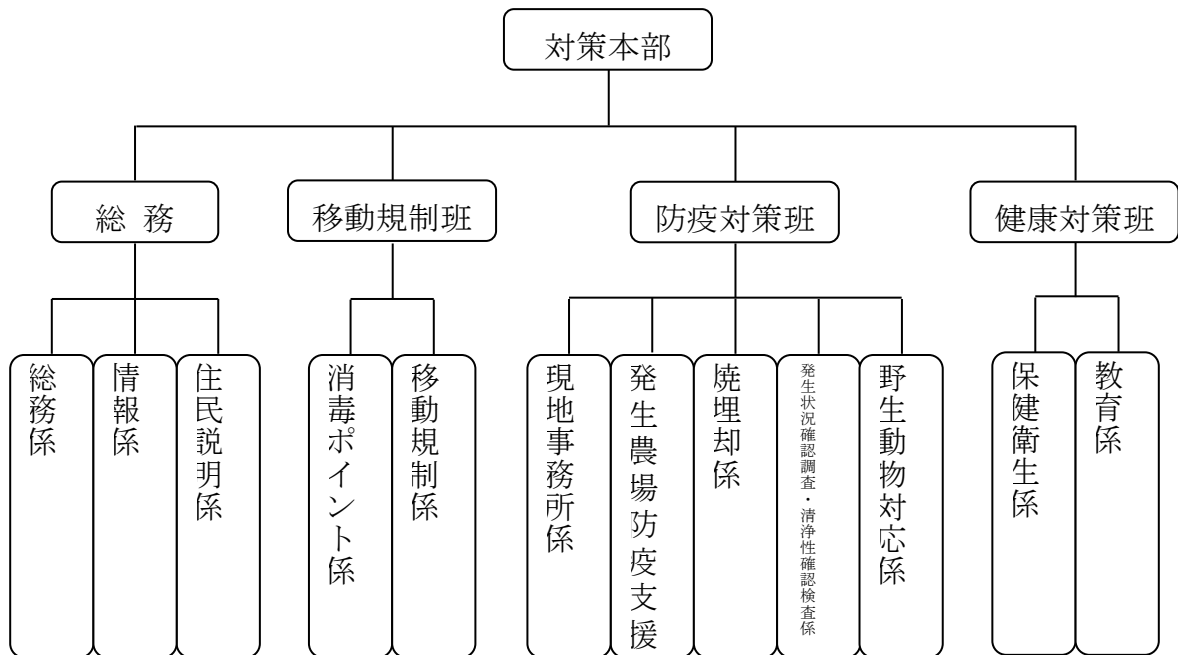 対策本部
総 務
移動規制班
防疫対策班
健康対策班
総務係
情報係
住民説明係
消毒ポイント係
移動規制係
現地事務所係
発生農場防疫支援
焼埋却係
発生状況確認調査・清浄性確認検査係
野生動物対応係
保健衛生係
教育係